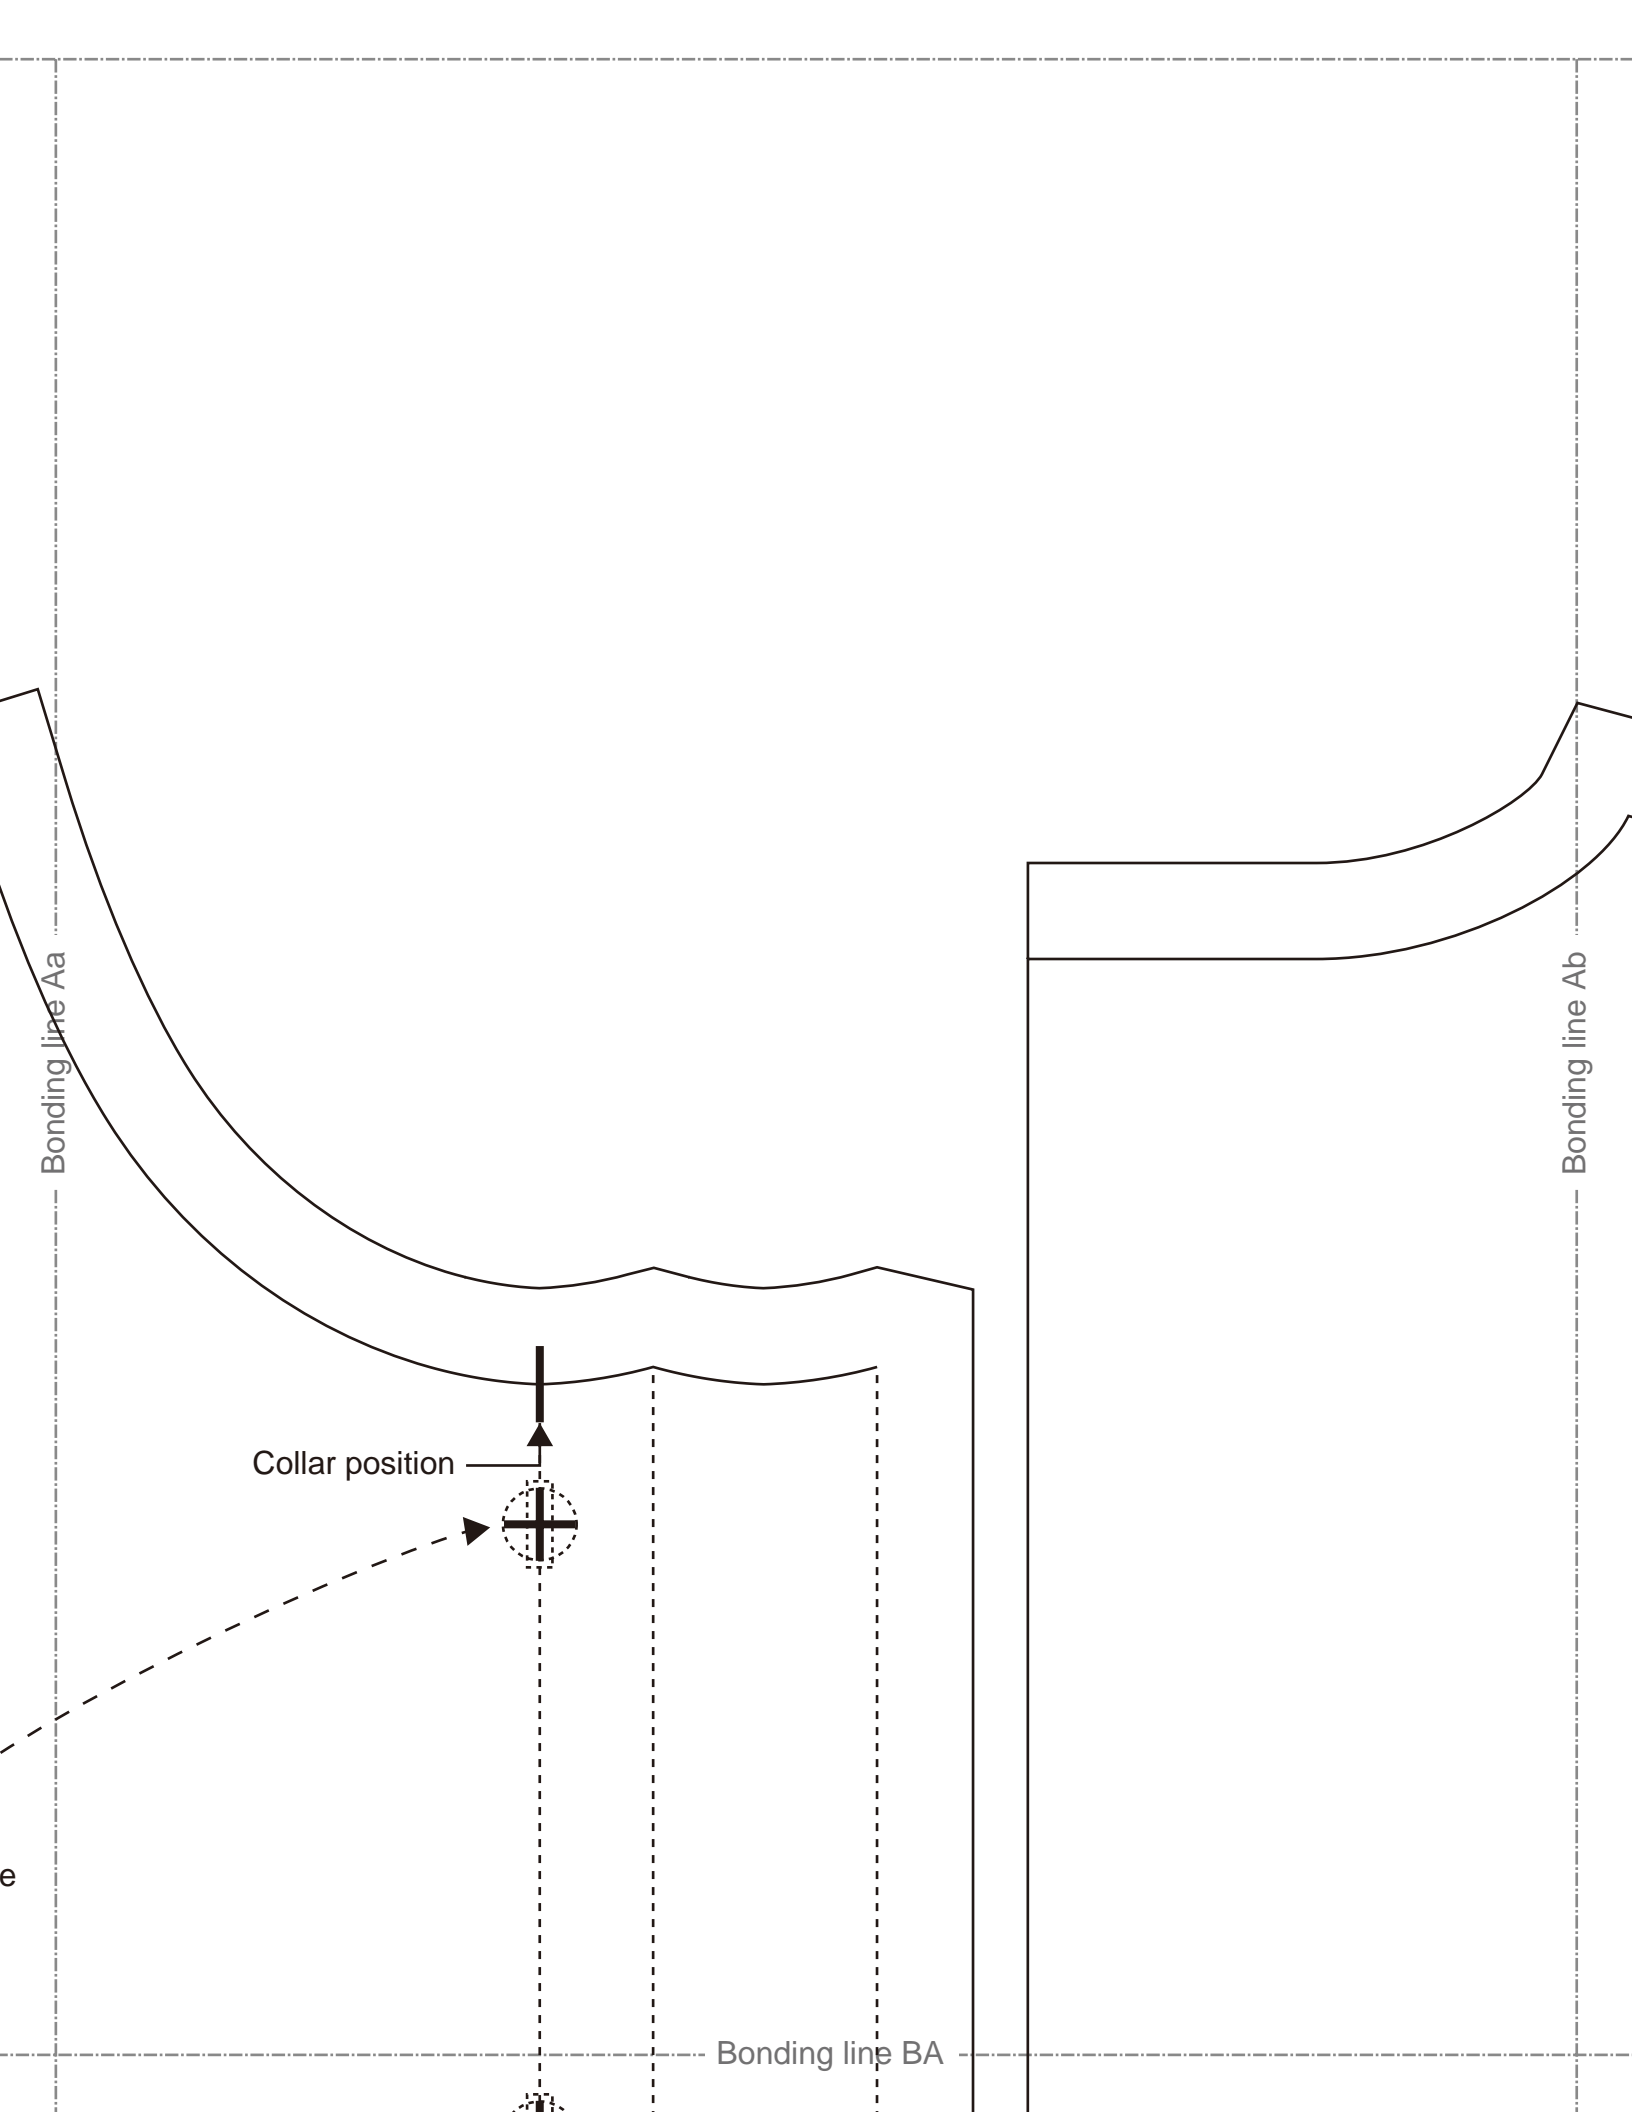 Bonding line Aa
Bonding line Ab
Collar position
e
Bonding line BA